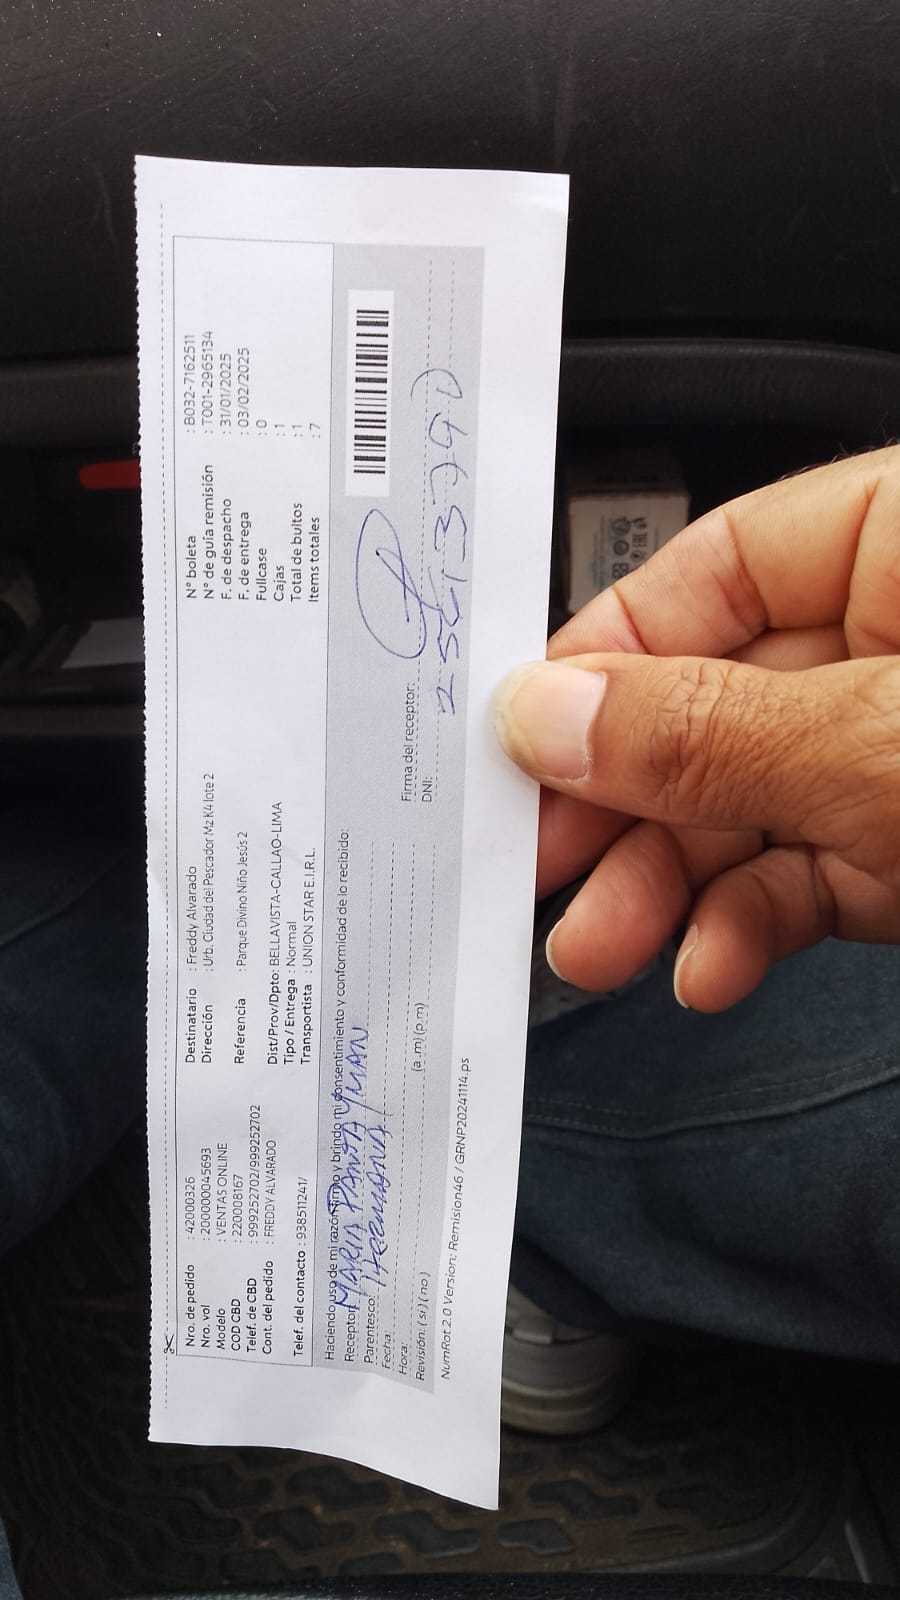 Nro. de pedido : 42000326
Nro. vol : 200000045693
Modelo : VENTAS ONLINE
COD CBD : 220008167
Telef. de CBD : 999252702/999252702
Cont. del pedido : FREDDY ALVARADO
Telef. del contacto : 938511241/
Destinatario : Freddy Alvarado
Dirección : Urb. Ciudad del Pescador Mz K4 lote 2
Referencia : Parque Divino Niño Jesús 2
Dist/Prov/Dpto: BELLAVISTA-CALLAO-LIMA
Tipo / Entrega : Normal
Transportista : UNION STAR E.I.R.L.
N° boleta : B032-7162511
N° de guía remisión : T001-2965134
F. de despacho : 31/01/2025
F. de entrega : 03/02/2025
Fullcase : 0
Cajas : 1
Total de bultos : 1
Items totales : 7
Haciendo uso de mi razón firmo y brindo mi consentimiento y conformidad de lo recibido:
Receptor: MARIA PANTA YMAN
Parentesco: Hermana
Fecha:
Hora: (a.m)(p.m)
Revisión: ( si ) ( no )
Firma del receptor:
DNI:
NumRot 2.0 Version: Remision46 / GRNP20241114.ps